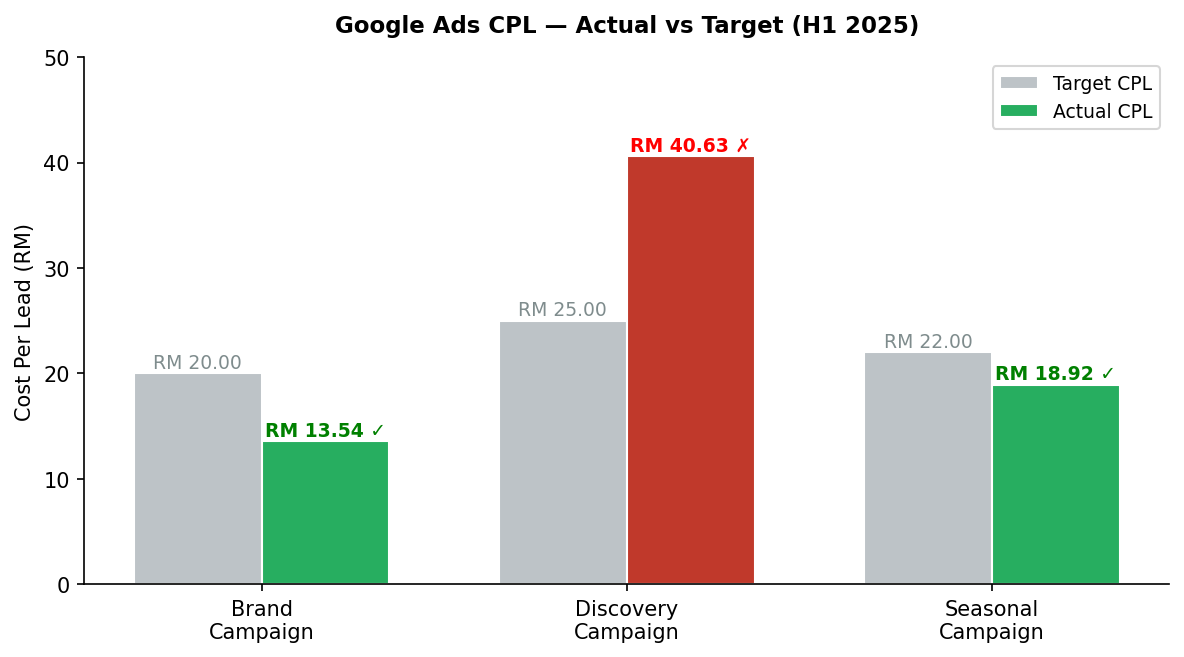 Google Ads CPL — Actual vs Target (H1 2025)
Target CPL
Actual CPL
Cost Per Lead (RM)
50
40
30
20
10
0
RM 20.00
RM 13.54 ✓
RM 25.00
RM 40.63 ✗
RM 22.00
RM 18.92 ✓
Brand
Campaign
Discovery
Campaign
Seasonal
Campaign